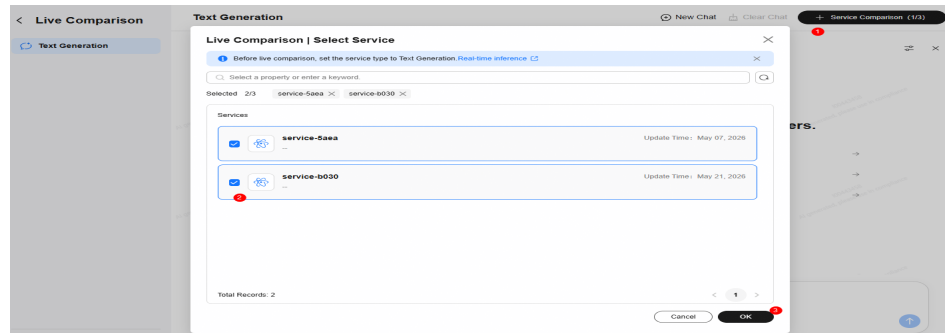 Live Comparison
Text Generation
Text Generation
New Chat
Clear Chat
Service Comparison (1/3)
1
Live Comparison | Select Service
Before live comparison, set the service type to Text Generation.Real-time inference
Select a property or enter a keyword.
Selected 2/3 service-5aea service-b030
Services
service-5aea
--
Update Time: May 07, 2026
service-b030
--
Update Time: May 21, 2026
2
ers.
Total Records: 2
< 1 >
Cancel
OK
3